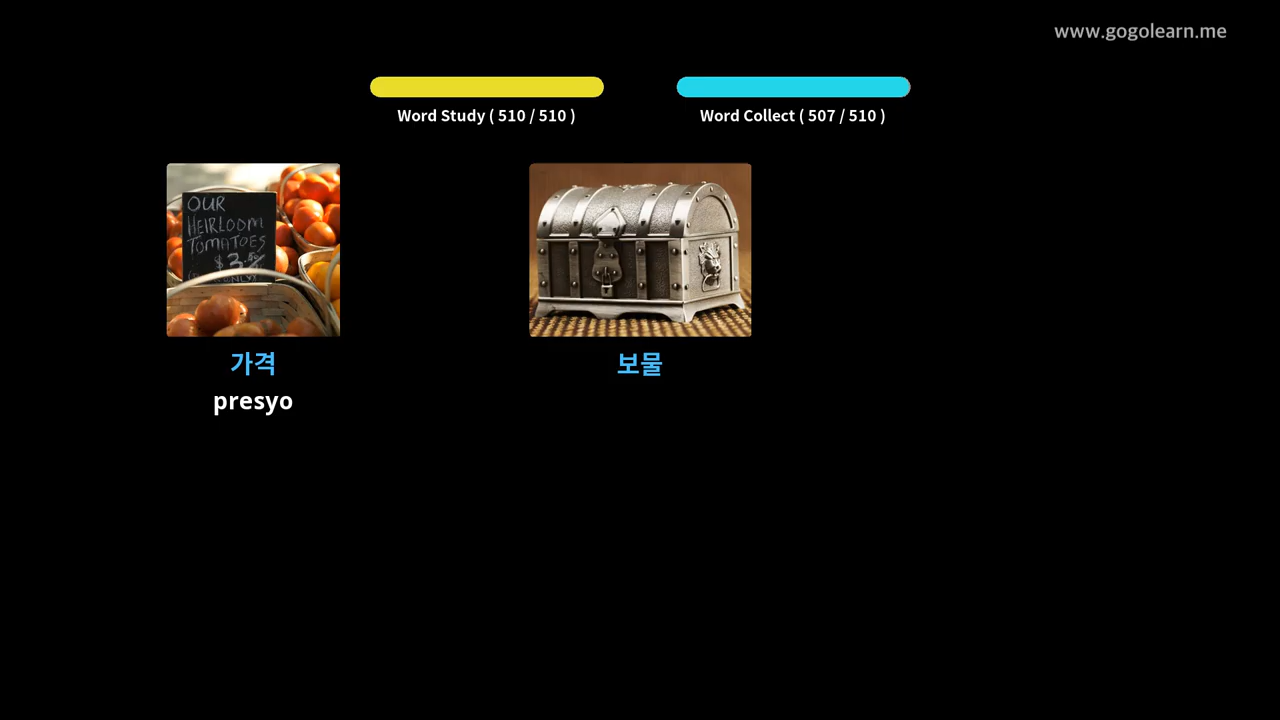 www.gogolearn.me
Word Study ( 510 / 510 )
Word Collect ( 507 / 510 )
OUR
HEIRLOOM
TOMATOES
가격
보물
presyo